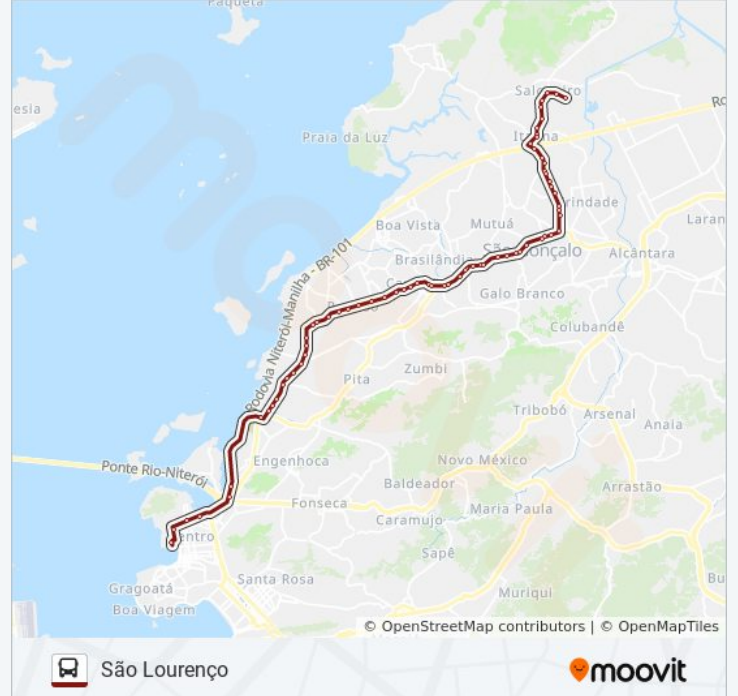 Paquetá
Salgueiro
esia
Praia da Luz
Itaúna
Ro
Trindade
Boa Vista
Mutuá
Laran
Brasilândia
São Gonçalo
Alcântara
Rodovia Niterói-Manilha - BR-101
Galo Branco
Colubandê
Zumbi
Pita
Tribobó
Arsenal
Anaia
Ponte Rio-Niterói
Engenhoca
Novo México
Baldeador
Arrastão
Fonseca
Maria Paula
Caramujo
Centro
Sapê
Gragoatá
Santa Rosa
Bu
Boa Viagem
Muriqui
© OpenStreetMap contributors | © OpenMapTiles
São Lourenço
moovit